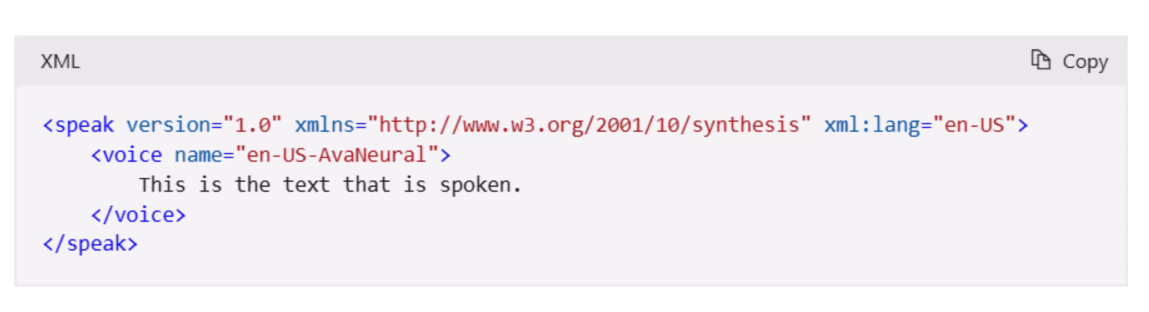 XML
Copy
<speak version="1.0" xmlns="http://www.w3.org/2001/10/synthesis" xml:lang="en-US">
    <voice name="en-US-AvaNeural">
        This is the text that is spoken.
    </voice>
</speak>